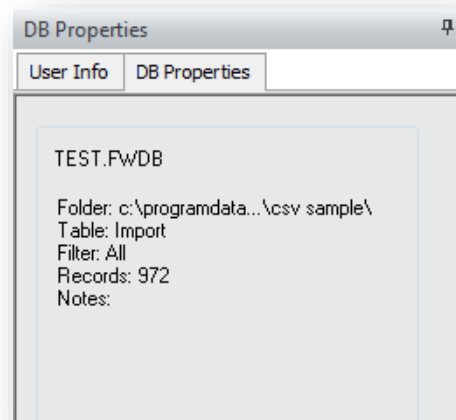 DB Properties
User Info DB Properties
TEST.FWDB
Folder: c:\programdata...\csv sample\
Table: Import
Filter: All
Records: 972
Notes: